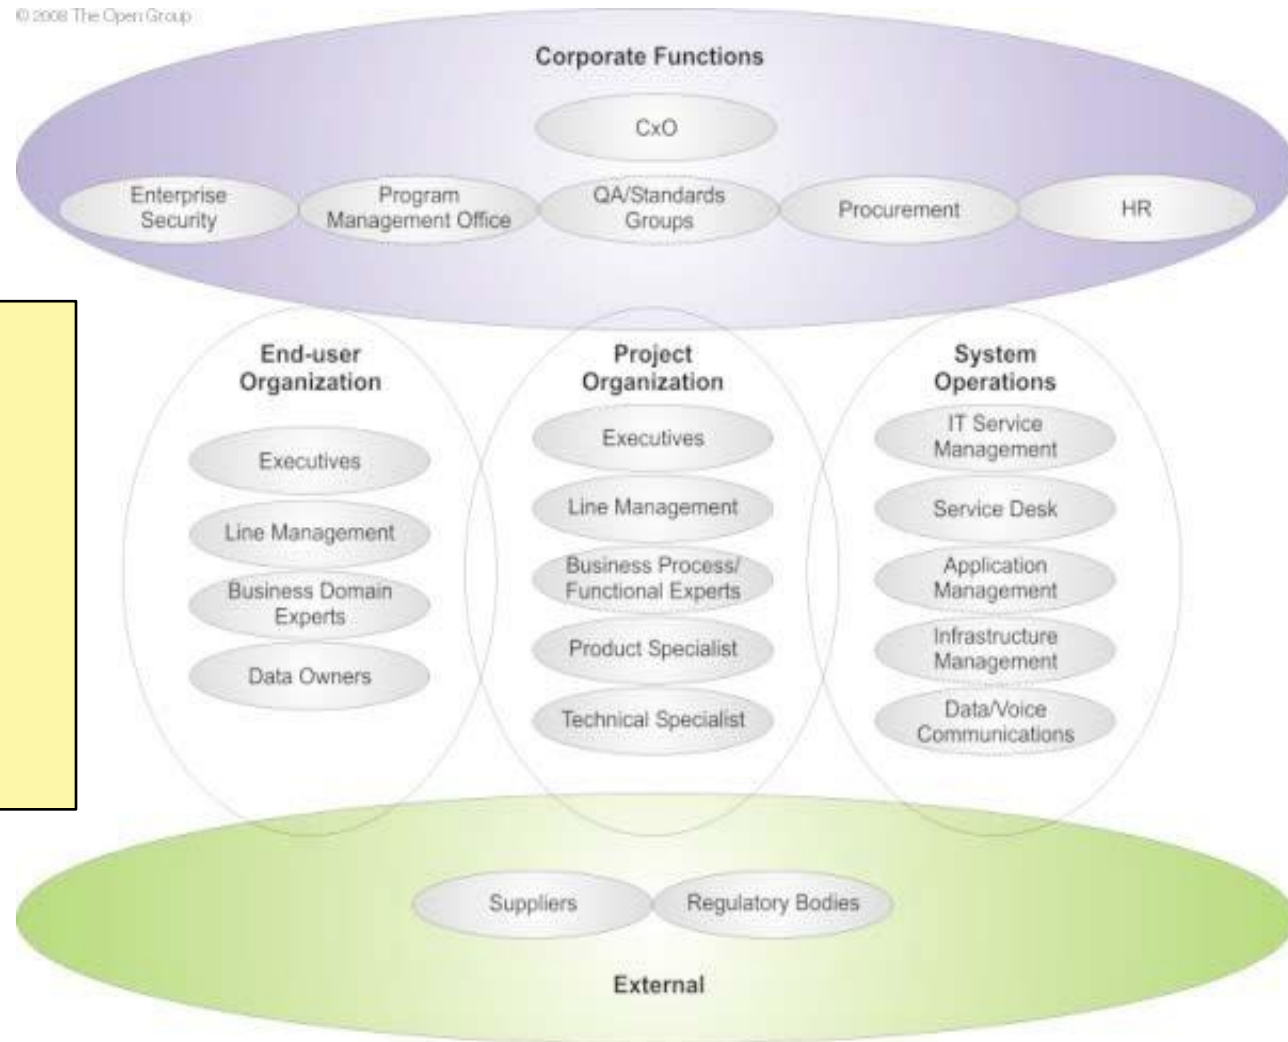 © 2008 The Open Group
Corporate Functions
CxO
Enterprise
Security
Program
Management Office
QA/Standards
Groups
Procurement
HR
End-user
Organization
Executives
Line Management
Business Domain
Experts
Data Owners
Project
Organization
Executives
Line Management
Business Process/
Functional Experts
Product Specialist
Technical Specialist
System
Operations
IT Service
Management
Service Desk
Application
Management
Infrastructure
Management
Data/Voice
Communications
Suppliers
Regulatory Bodies
External